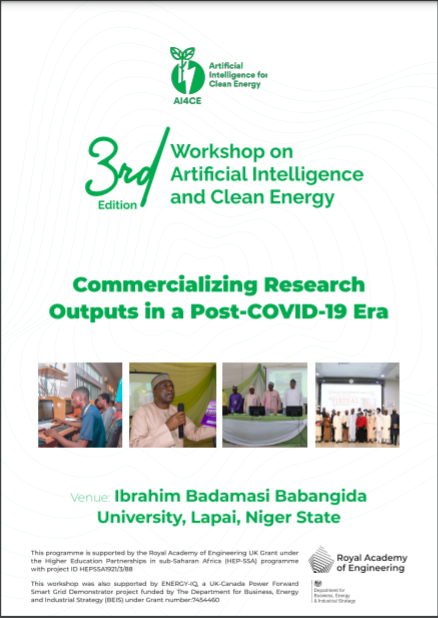 Artificial
Intelligence for
Clean Energy
AI4CE
3rd
Edition
Workshop on
Artificial Intelligence
and Clean Energy
Commercializing Research
Outputs in a Post-COVID-19 Era
Venue: Ibrahim Badamasi Babangida
University, Lapai, Niger State
This programme is supported by the Royal Academy of Engineering UK Grant under
the Higher Education Partnerships in sub-Saharan Africa (HEP-SSA) programme
with project ID HEPSSA1921/3/88
Royal Academy
of Engineering
This workshop was also supported by ENERGY-IQ, a UK-Canada Power Forward
Smart Grid Demonstrator project funded by The Department for Business, Energy
and Industrial Strategy (BEIS) under Grant number:7454460
Department for
Business, Energy
& Industrial Strategy